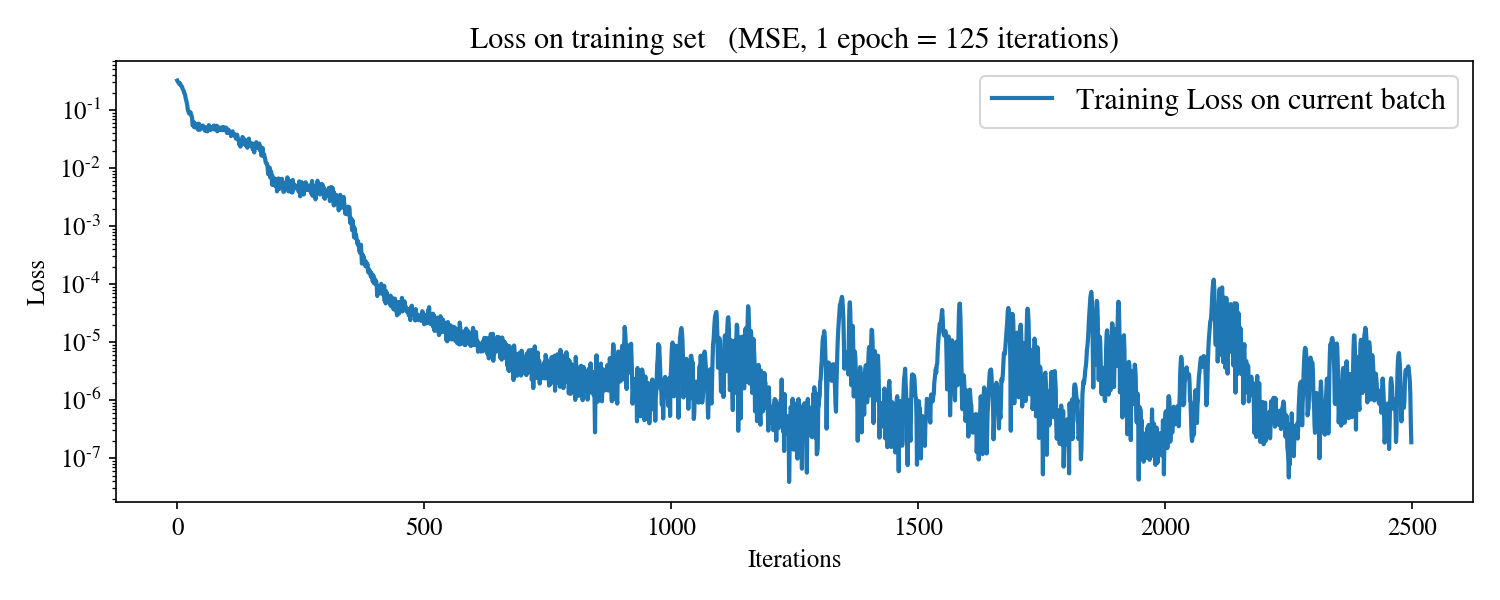 Loss on training set   (MSE, 1 epoch = 125 iterations)
Training Loss on current batch
Loss
10⁻¹
10⁻²
10⁻³
10⁻⁴
10⁻⁵
10⁻⁶
10⁻⁷
0 500 1000 1500 2000 2500
Iterations